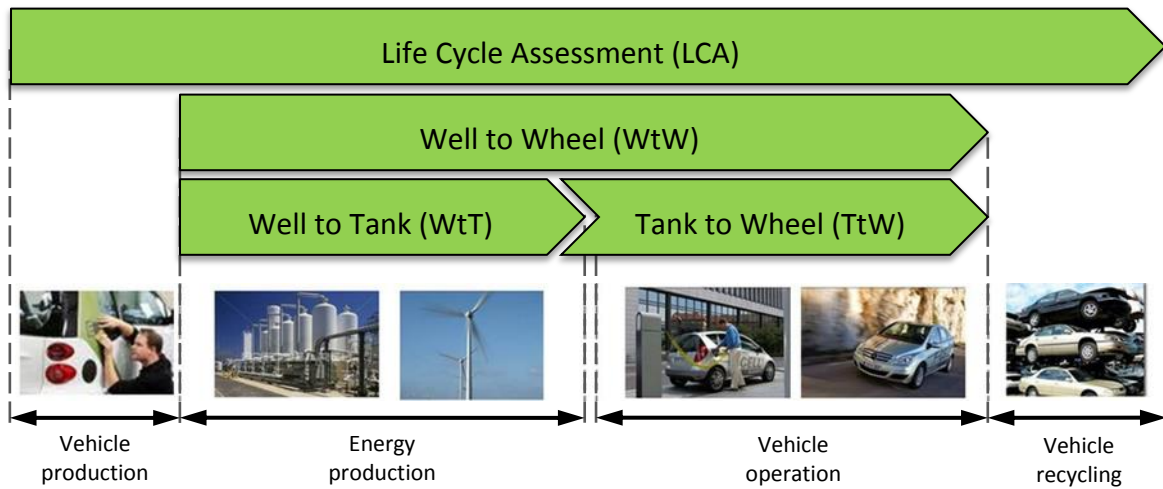 Life Cycle Assessment (LCA)
Well to Wheel (WtW)
Well to Tank (WtT)
Tank to Wheel (TtW)
Vehicle
production
Energy
production
Vehicle
operation
Vehicle
recycling